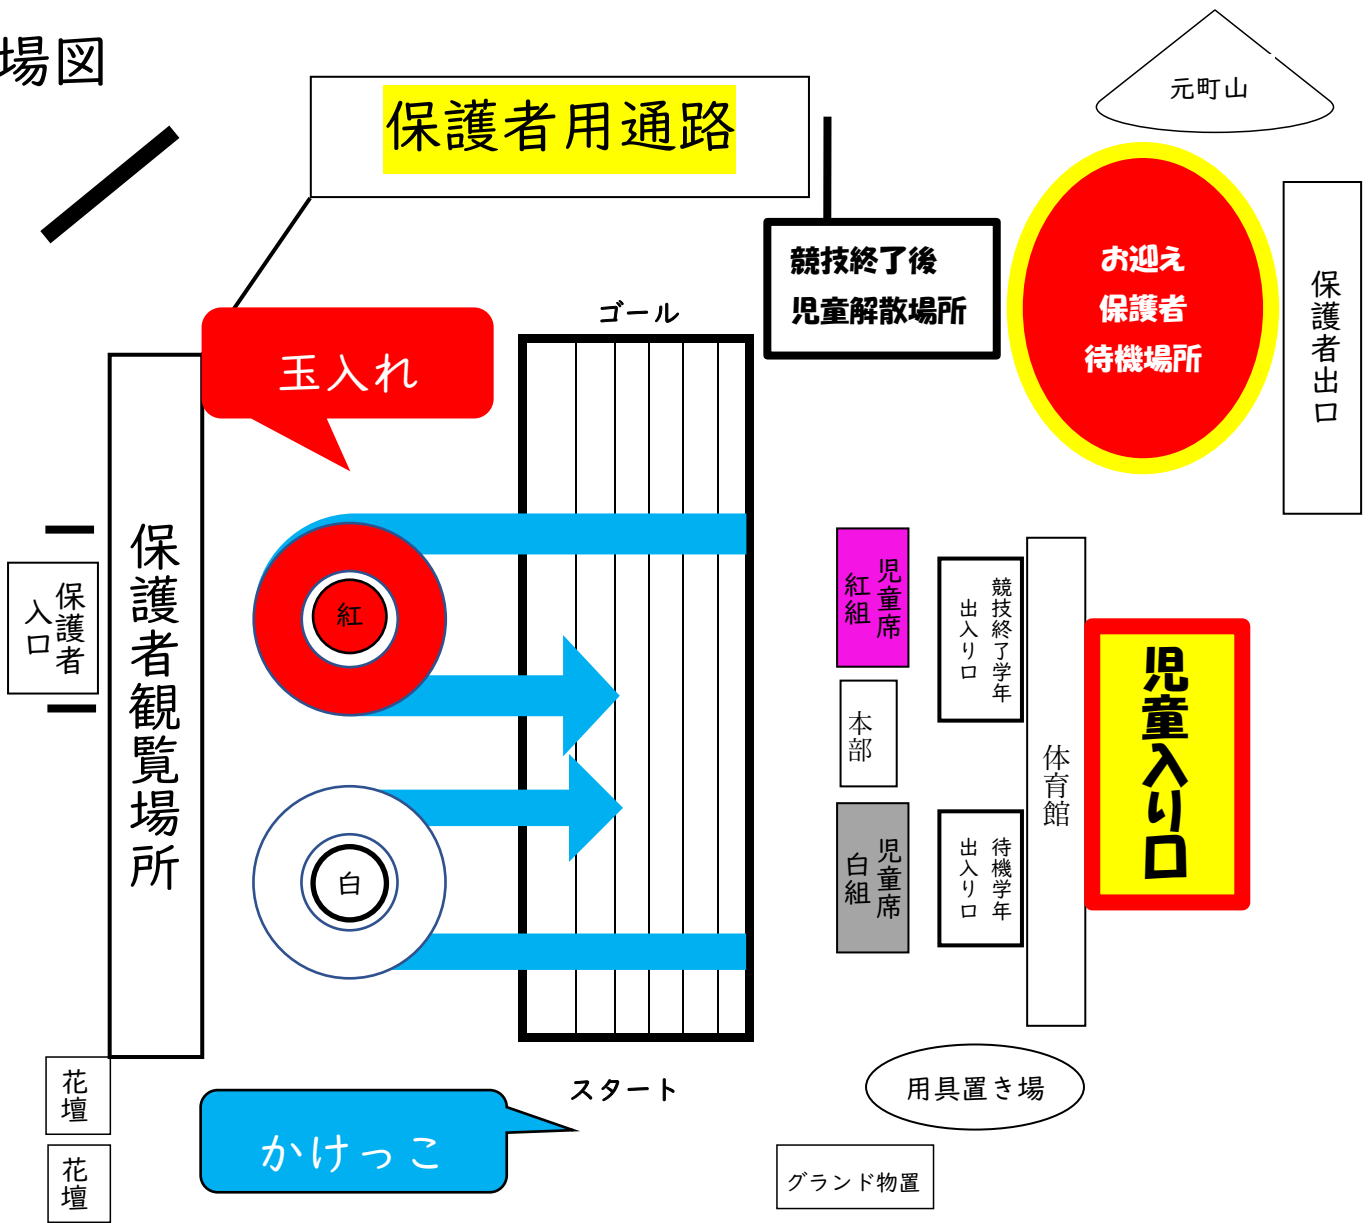 場図
元町山
保護者用通路
競技終了後
児童解散場所
お迎え
保護者
待機場所
保護者出口
ゴール
玉入れ
保護者
入口
保護者観覧場所
紅
白
児童席
紅組
本部
児童席
白組
競技終了学年
出入り口
待機学年
出入り口
体育館
児童入り口
花壇
花壇
スタート
かけっこ
用具置き場
グランド物置